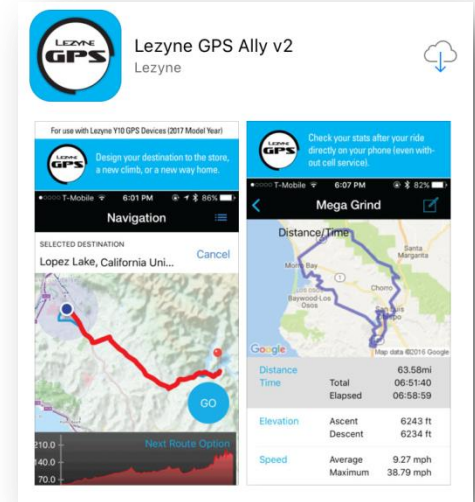 LEZYNE
GPS
Lezyne GPS Ally v2
Lezyne
For use with Lezyne Y10 GPS Devices (2017 Model Year)
LEZYNE
GPS
Design your destination to the store,
a new climb, or a new way home.
T-Mobile
6:01 PM
86%
Navigation
SELECTED DESTINATION
Lopez Lake, California Uni...
Cancel
GO
210.0
Next Route Option
140.0
70.0
LEZYNE
GPS
Check your stats after your ride
directly on your phone (even with-
out cell service).
T-Mobile
6:07 PM
82%
Mega Grind
Distance/Time
Santa
Margarita
Morro Bay
1
Chorro
Baywood-Los
Osos
San Luis
Obispo
Google
Map data ©2016 Google
Distance 63.58mi
Time Total 06:51:40
Elapsed 06:58:59
Elevation Ascent 6243 ft
Descent 6234 ft
Speed Average 9.27 mph
Maximum 38.79 mph